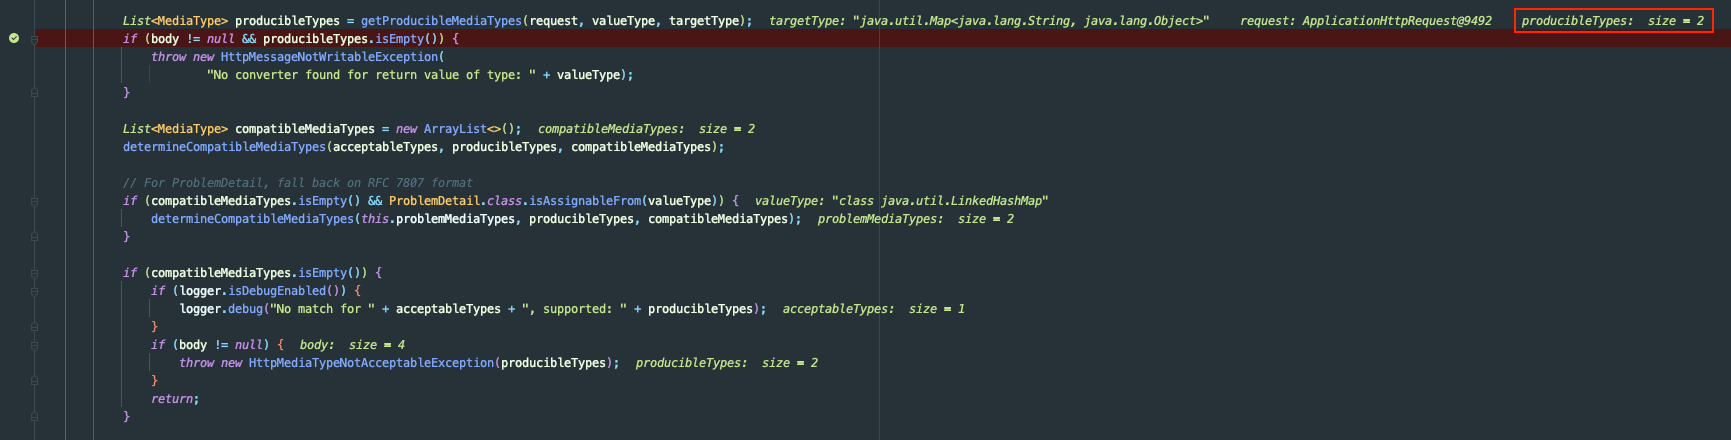 List<MediaType> producibleTypes = getProducibleMediaTypes(request, valueType, targetType);  targetType: "java.util.Map<java.lang.String, java.lang.Object>"    request: ApplicationHttpRequest@9492    producibleTypes:  size = 2
if (body != null && producibleTypes.isEmpty()) {
throw new HttpMessageNotWritableException(
"No converter found for return value of type: " + valueType);
}
List<MediaType> compatibleMediaTypes = new ArrayList<>();  compatibleMediaTypes:  size = 2
determineCompatibleMediaTypes(acceptableTypes, producibleTypes, compatibleMediaTypes);
// For ProblemDetail, fall back on RFC 7807 format
if (compatibleMediaTypes.isEmpty() && ProblemDetail.class.isAssignableFrom(valueType)) {  valueType: "class java.util.LinkedHashMap"
determineCompatibleMediaTypes(this.problemMediaTypes, producibleTypes, compatibleMediaTypes);  problemMediaTypes:  size = 2
}
if (compatibleMediaTypes.isEmpty()) {
if (logger.isDebugEnabled()) {
logger.debug("No match for " + acceptableTypes + ", supported: " + producibleTypes);  acceptableTypes:  size = 1
}
if (body != null) {  body:  size = 4
throw new HttpMediaTypeNotAcceptableException(producibleTypes);  producibleTypes:  size = 2
}
return;
}